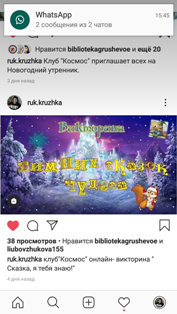 WhatsApp
15:45
2 сообщения из 2 чатов
Нравится bibliotekagrushevoe и ещё 20
ruk.kruzhka Клуб "Космос" приглашает всех на
Новогодний утренник.
3 дня назад
ruk.kruzhka
Викторина
Зимних сказок
чудеса
38 просмотров • Нравится bibliotekagrushevoe и
liubovzhukova155
ruk.kruzhka клуб"Космос" онлайн- викторина "
Сказка, я тебя знаю!"
4 дня назад